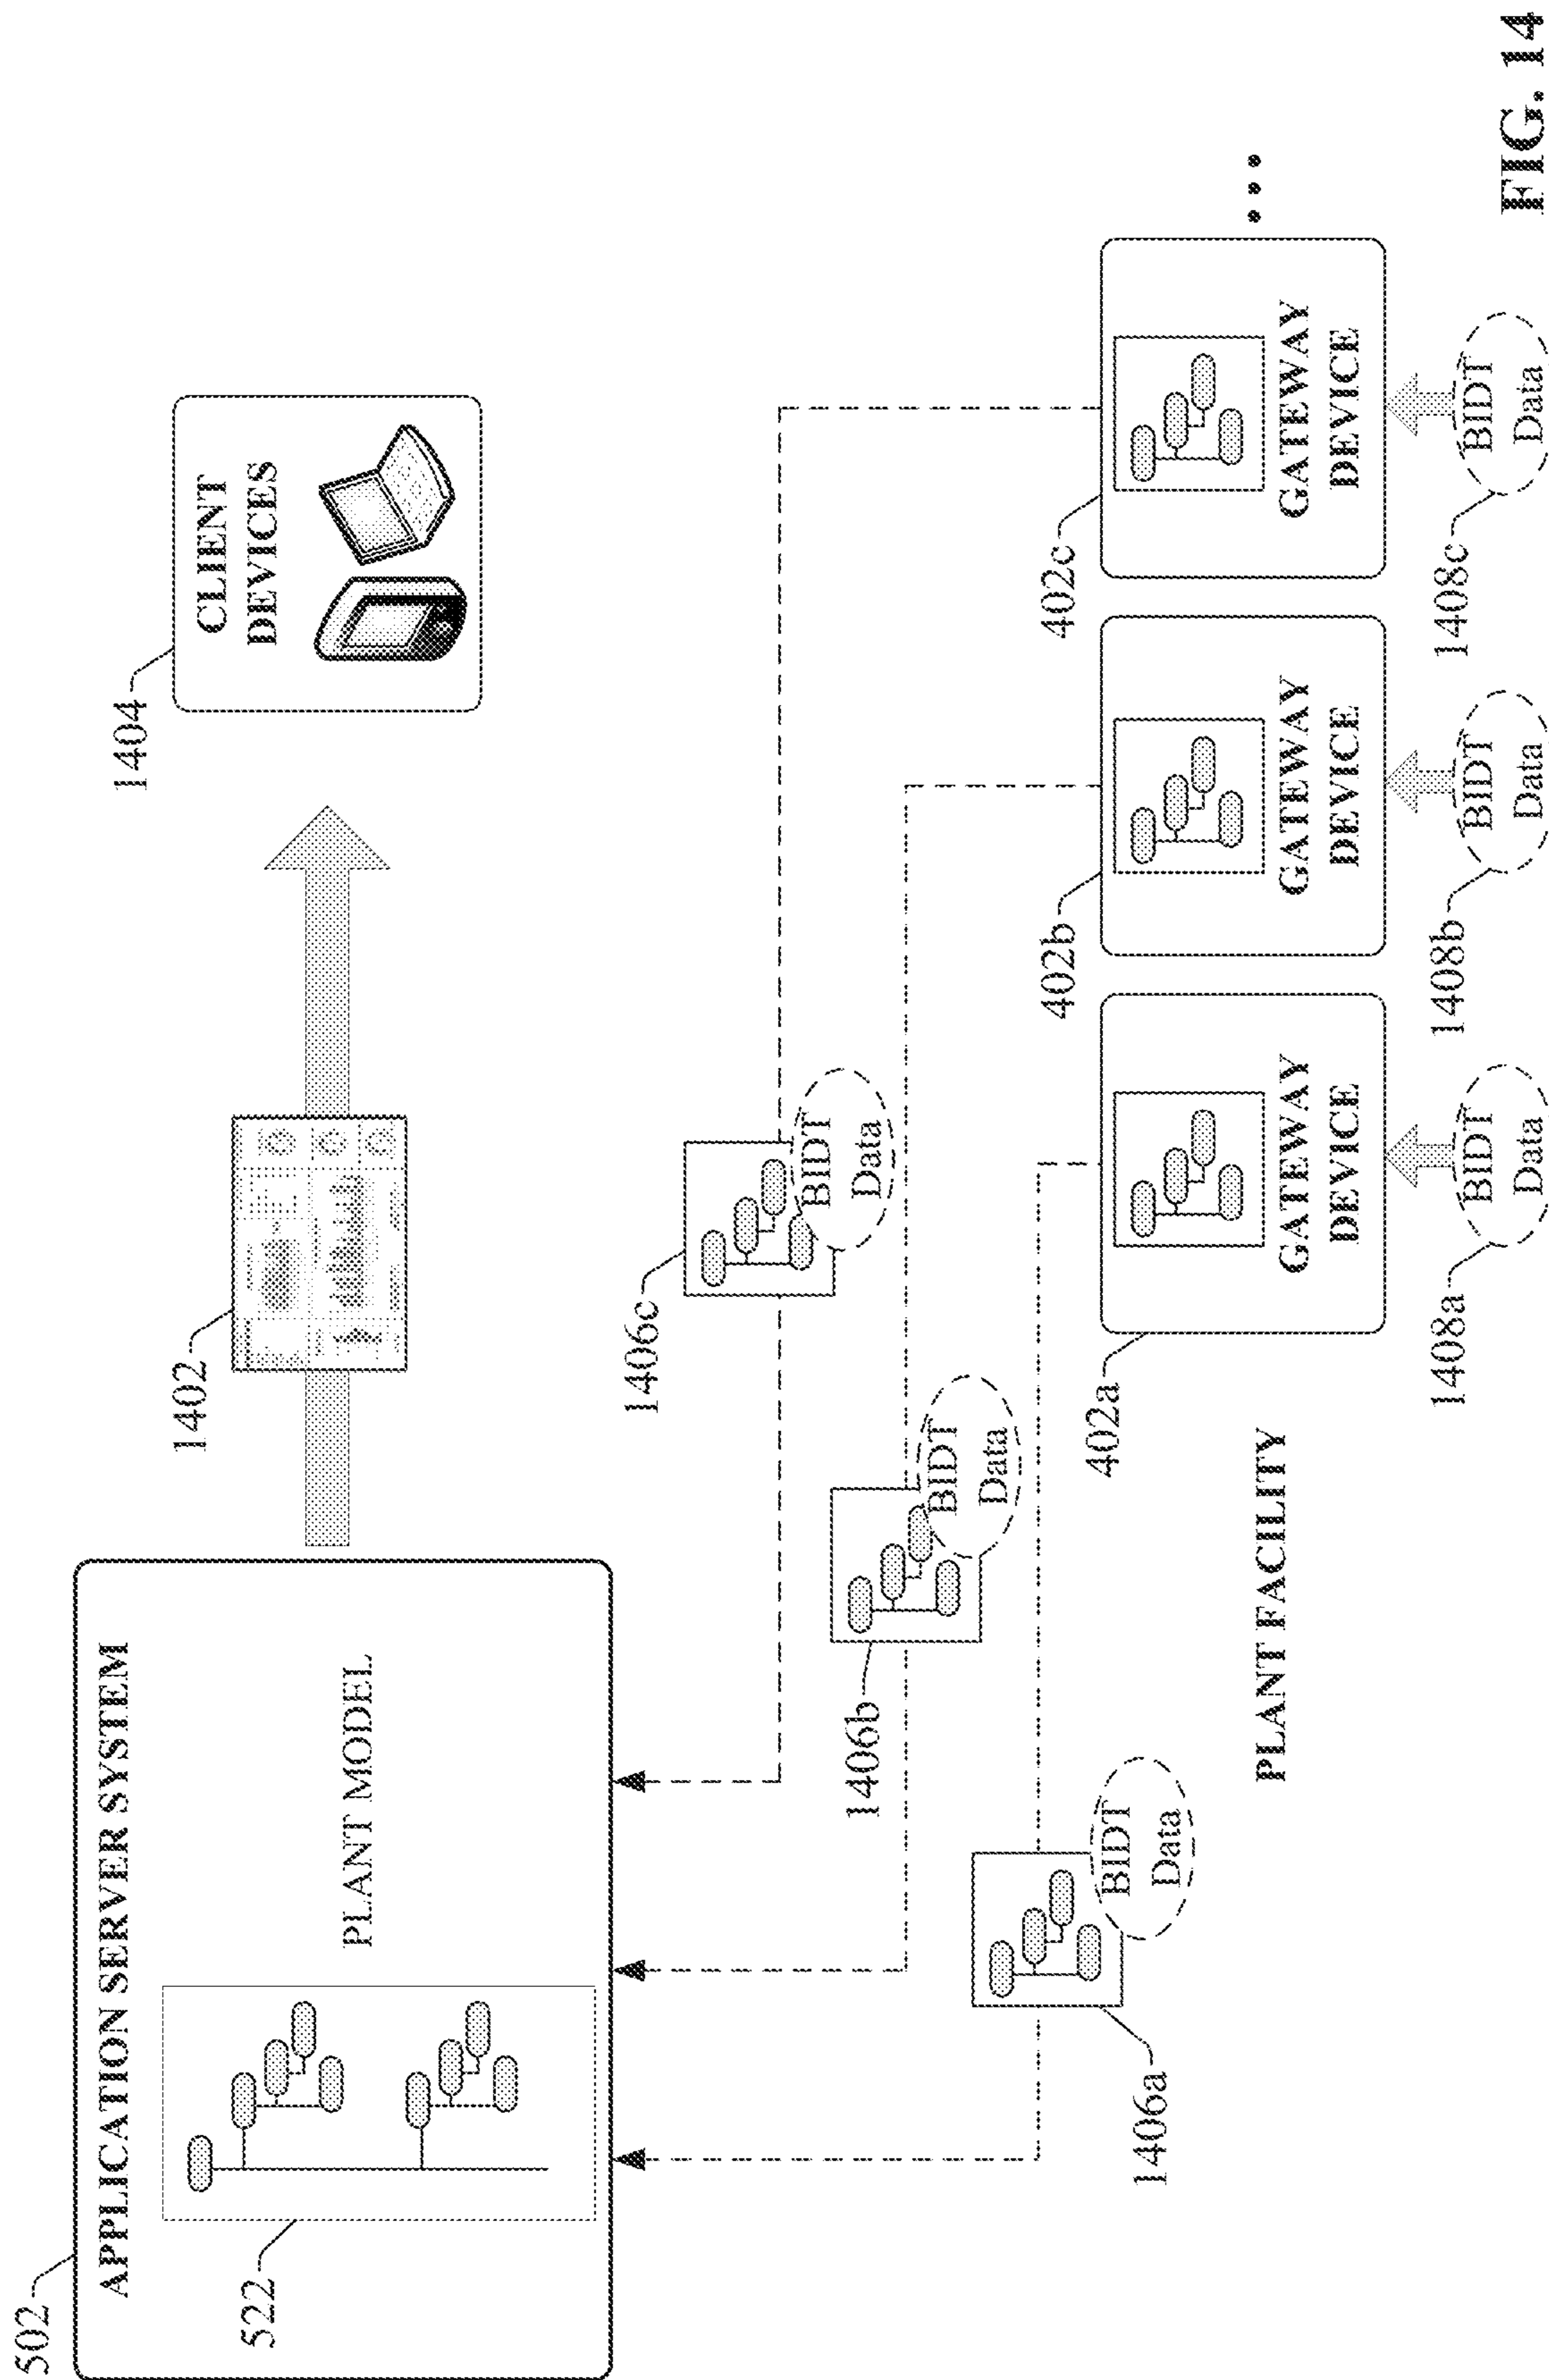 502
APPLICATION SERVER SYSTEM
522
PLANT MODEL
1402
1404
CLIENT
DEVICES
1406a
BIDT
Data
1406b
BIDT
Data
1406c
BIDT
Data
PLANT FACILITY
402a
GATEWAY
DEVICE
402b
GATEWAY
DEVICE
402c
GATEWAY
DEVICE
...
1408a
BIDT
Data
1408b
BIDT
Data
1408c
BIDT
Data
FIG. 14